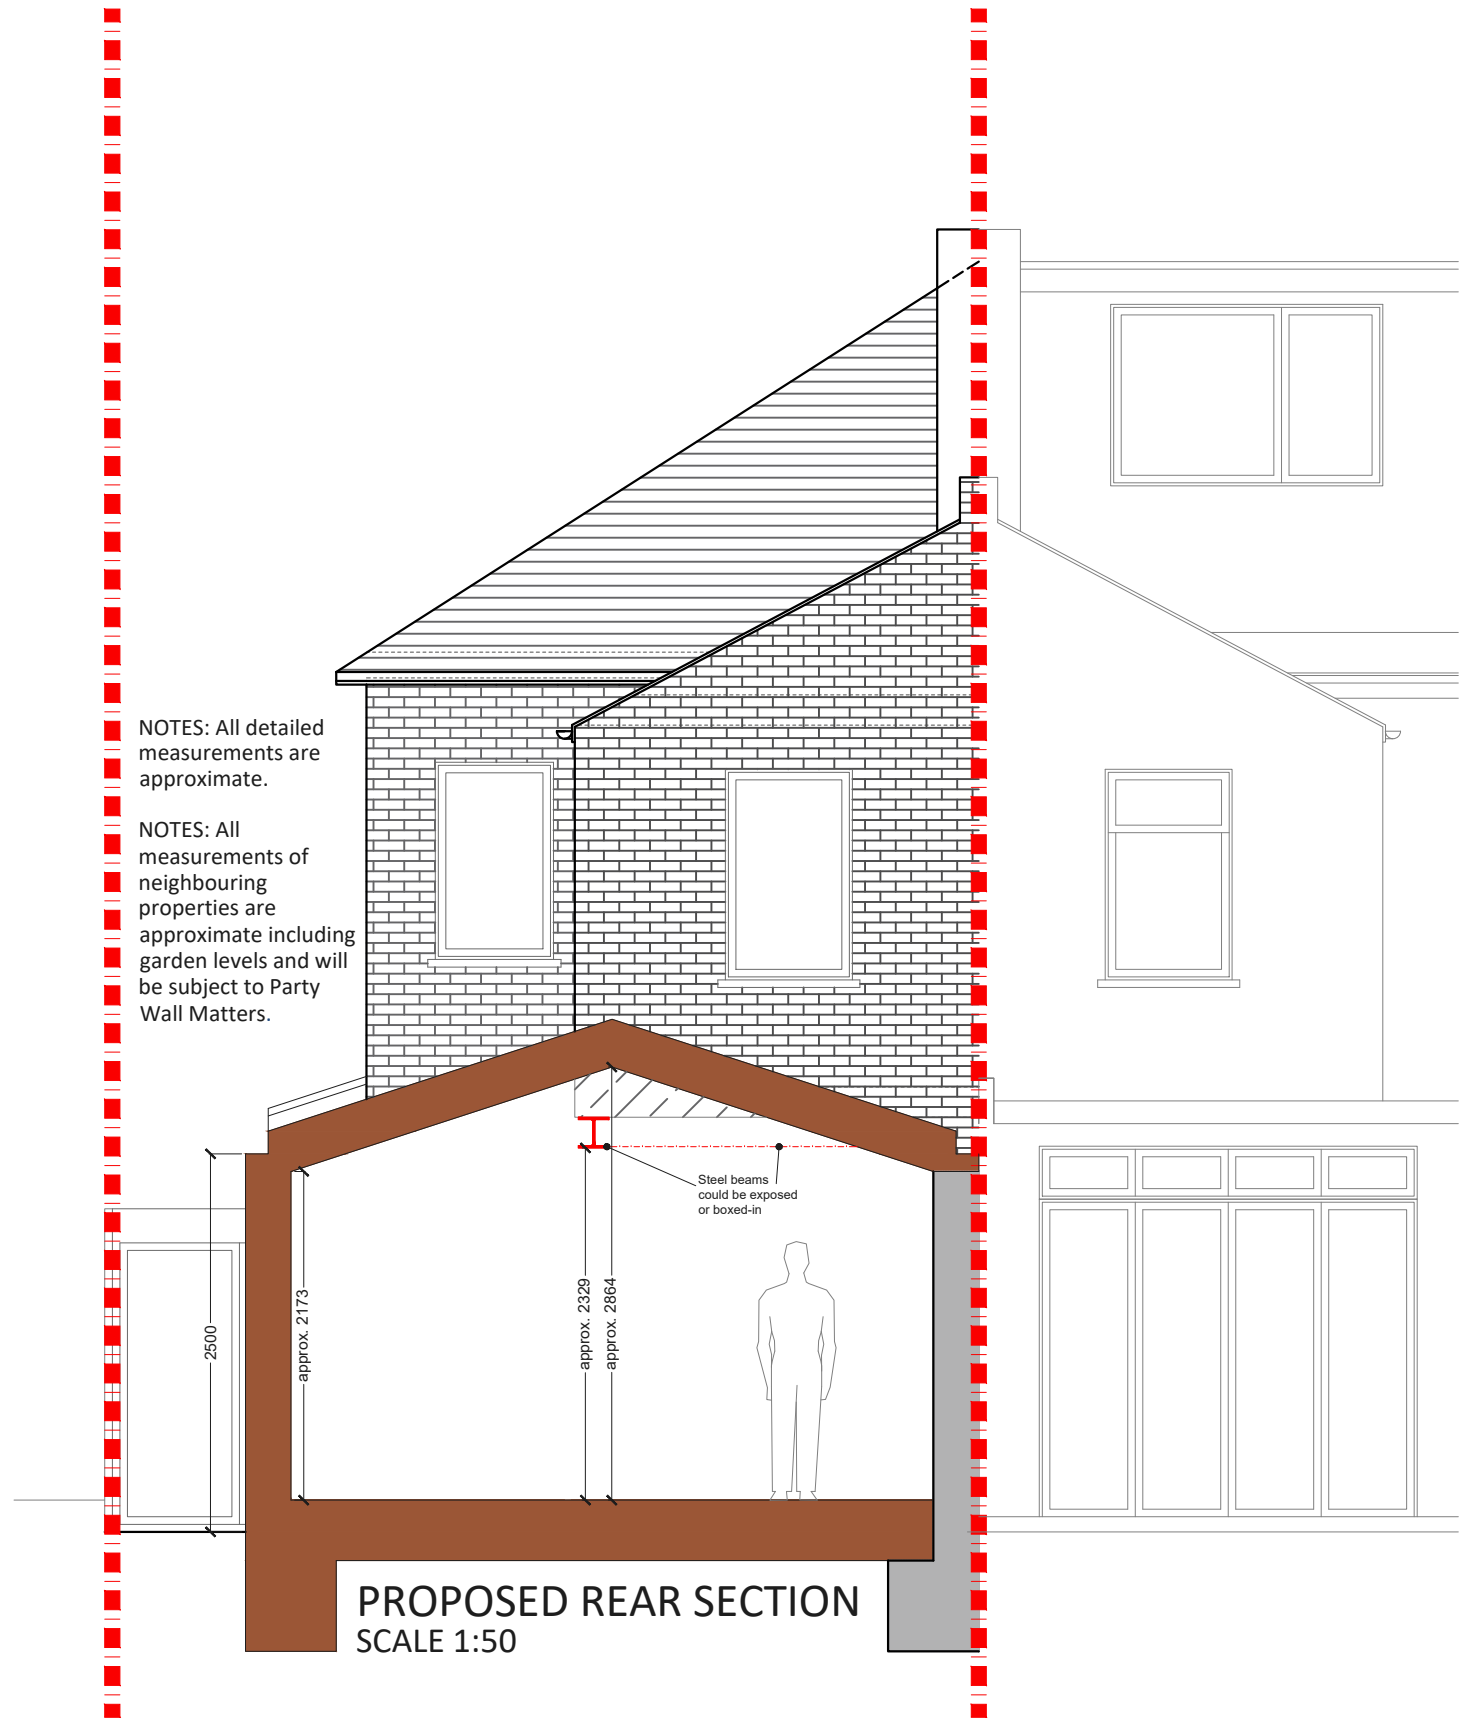 NOTES: All detailed
measurements are
approximate.
NOTES: All
measurements of
neighbouring
properties are
approximate including
garden levels and will
be subject to Party
Wall Matters.
Steel beams
could be exposed
or boxed-in
2500
approx. 2173
approx. 2329
approx. 2864
PROPOSED REAR SECTION
SCALE 1:50